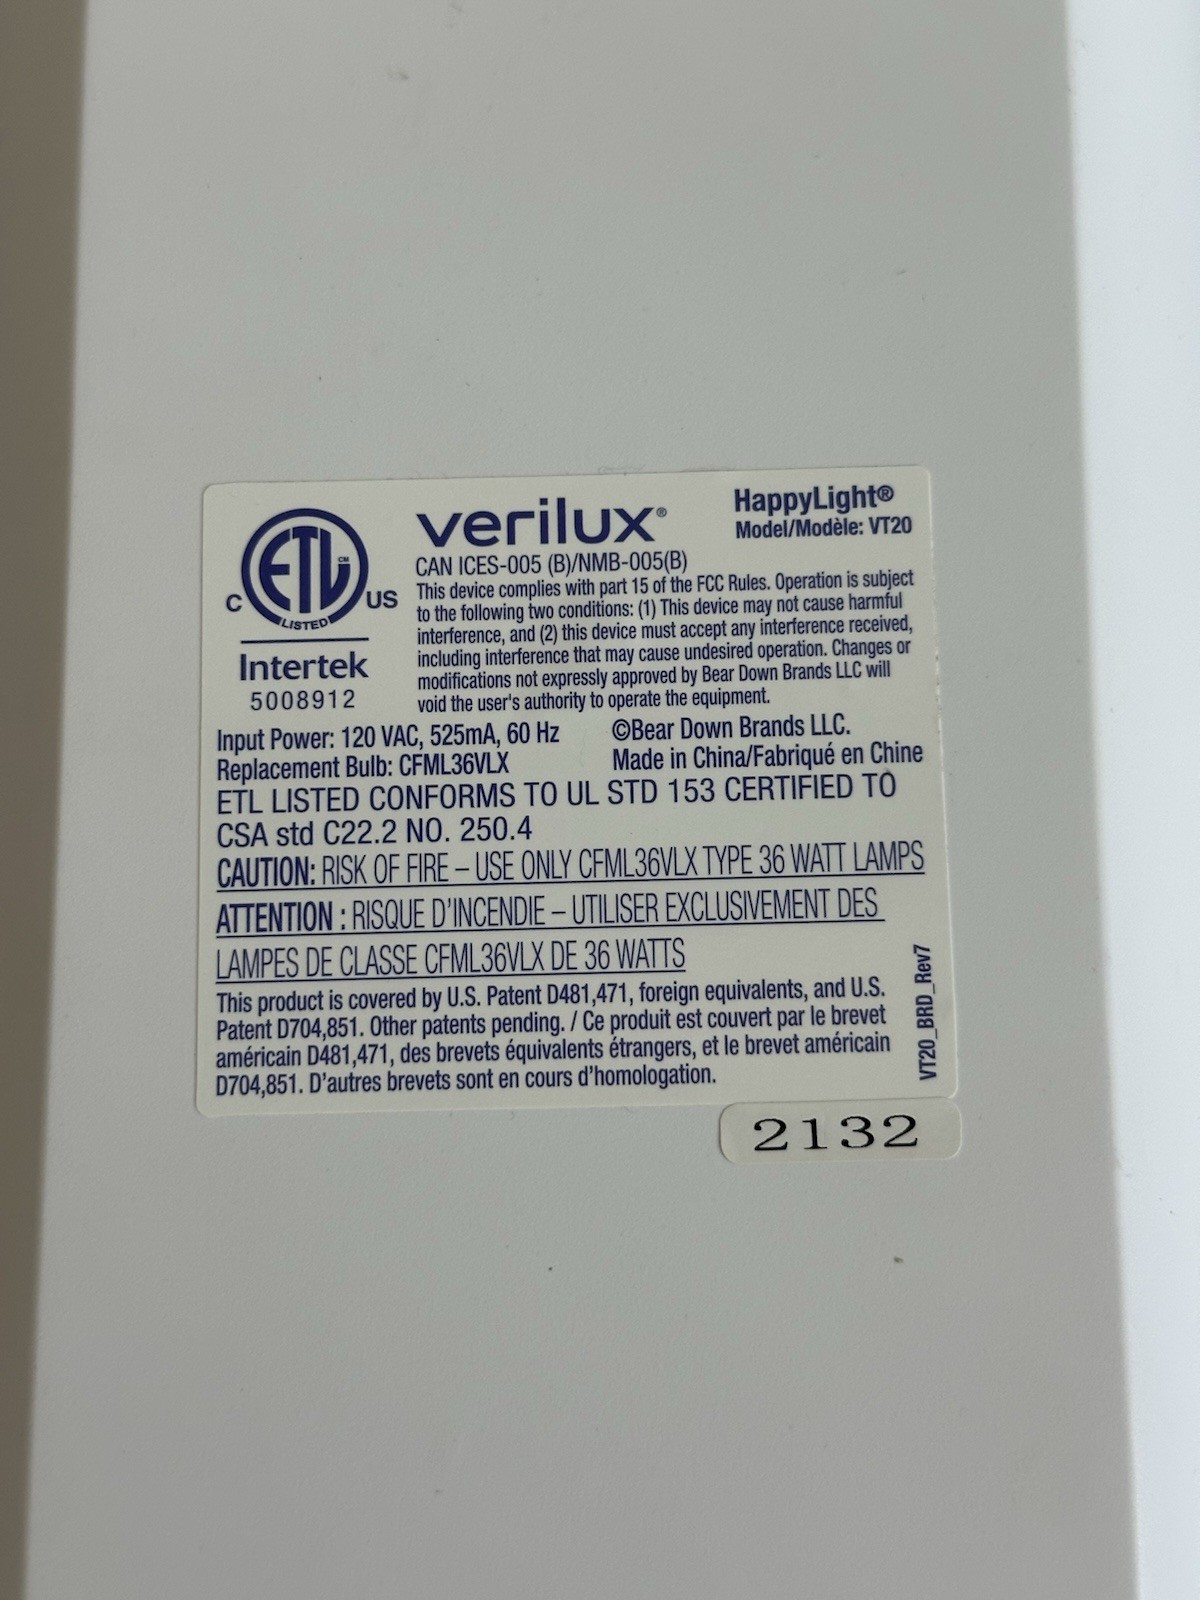 ETL CM
C US
LISTED
Intertek
5008912
verilux®
HappyLight®
Model/Modèle: VT20
CAN ICES-005 (B)/NMB-005(B)
This device complies with part 15 of the FCC Rules. Operation is subject
to the following two conditions: (1) This device may not cause harmful
interference, and (2) this device must accept any interference received,
including interference that may cause undesired operation. Changes or
modifications not expressly approved by Bear Down Brands LLC will
void the user's authority to operate the equipment.
Input Power: 120 VAC, 525mA, 60 Hz ©Bear Down Brands LLC.
Replacement Bulb: CFML36VLX Made in China/Fabriqué en Chine
ETL LISTED CONFORMS TO UL STD 153 CERTIFIED TO
CSA std C22.2 NO. 250.4
CAUTION: RISK OF FIRE – USE ONLY CFML36VLX TYPE 36 WATT LAMPS
ATTENTION : RISQUE D'INCENDIE – UTILISER EXCLUSIVEMENT DES
LAMPES DE CLASSE CFML36VLX DE 36 WATTS
This product is covered by U.S. Patent D481,471, foreign equivalents, and U.S.
Patent D704,851. Other patents pending. / Ce produit est couvert par le brevet
américain D481,471, des brevets équivalents étrangers, et le brevet américain
D704,851. D'autres brevets sont en cours d'homologation.
VT20_BRD_Rev7
2132